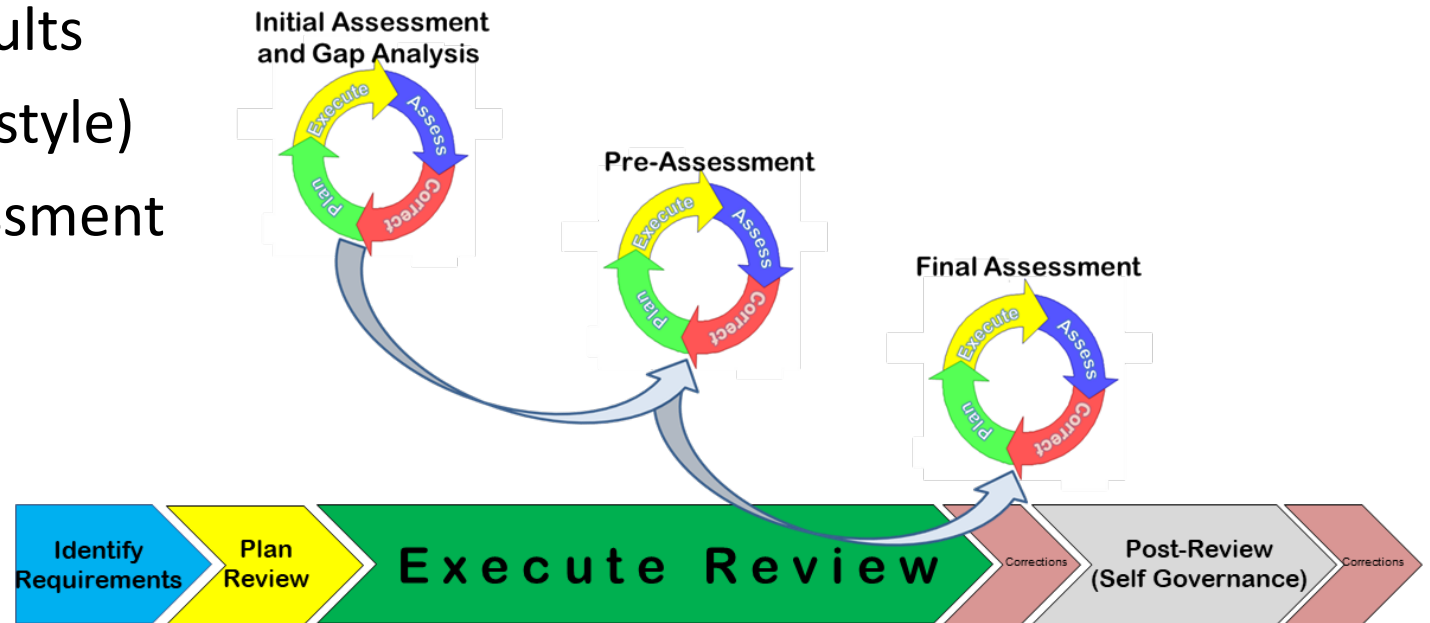 ults
style)
ssment
Initial Assessment
and Gap Analysis
Execute
Assess
Correct
Plan
Pre-Assessment
Execute
Assess
Correct
Plan
Final Assessment
Execute
Assess
Correct
Plan
Identify
Requirements
Plan
Review
Execute Review
Corrections
Post-Review
(Self Governance)
Corrections